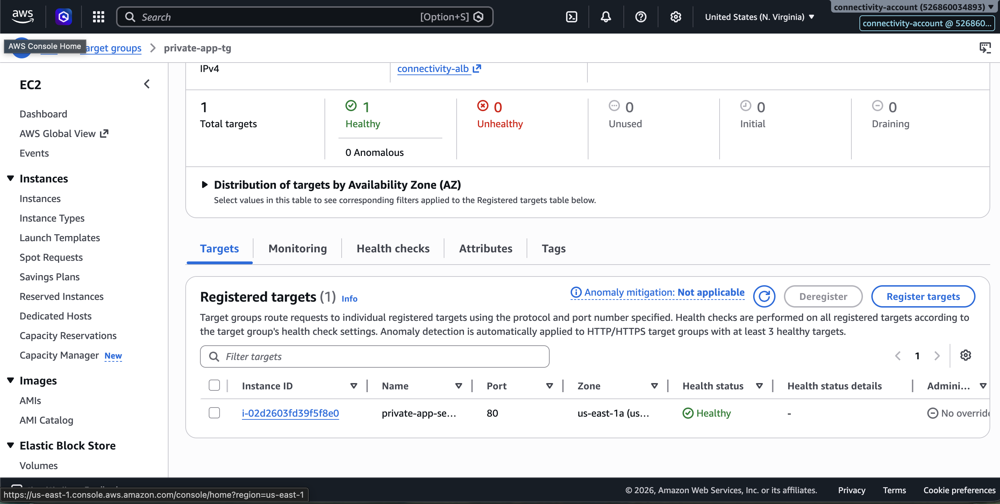 aws
Search
[Option+S]
United States (N. Virginia)
connectivity-account (526860034893)
connectivity-account @ 526860...
AWS Console Home
arget groups
private-app-tg
EC2
Dashboard
AWS Global View
Events
Instances
Instances
Instance Types
Launch Templates
Spot Requests
Savings Plans
Reserved Instances
Dedicated Hosts
Capacity Reservations
Capacity Manager New
Images
AMIs
AMI Catalog
Elastic Block Store
Volumes
IPv4
connectivity-alb
1
Total targets
1
Healthy
0 Anomalous
0
Unhealthy
0
Unused
0
Initial
0
Draining
Distribution of targets by Availability Zone (AZ)
Select values in this table to see corresponding filters applied to the Registered targets table below.
Targets
Monitoring
Health checks
Attributes
Tags
Registered targets (1) Info
Anomaly mitigation: Not applicable
Deregister
Register targets
Target groups route requests to individual registered targets using the protocol and port number specified. Health checks are performed on all registered targets according to
the target group's health check settings. Anomaly detection is automatically applied to HTTP/HTTPS target groups with at least 3 healthy targets.
Filter targets
1
Instance ID
Name
Port
Zone
Health status
Health status details
Admini...
i-02d2603fd39f5f8e0
private-app-se...
80
us-east-1a (us...
Healthy
-
No override
https://us-east-1.console.aws.amazon.com/console/home?region=us-east-1
© 2026, Amazon Web Services, Inc. or its affiliates.
Privacy
Terms
Cookie preferences